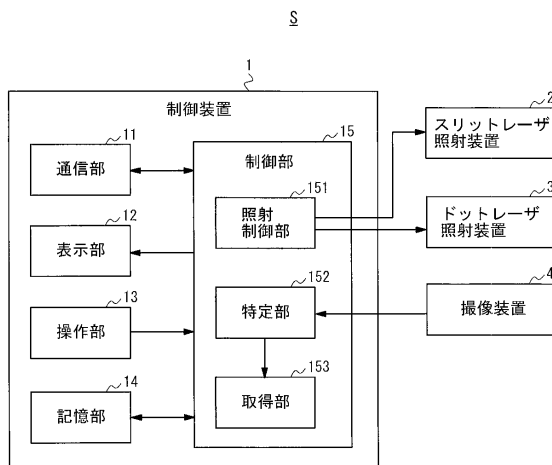 S
1
制御装置
11
通信部
12
表示部
13
操作部
14
記憶部
15
制御部
151
照射
制御部
152
特定部
153
取得部
2
スリットレーザ
照射装置
3
ドットレーザ
照射装置
4
撮像装置